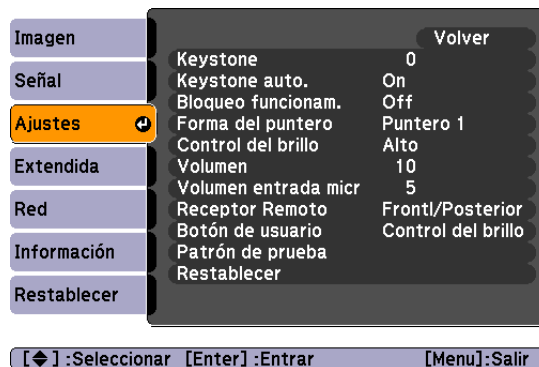 Imagen
Señal
Ajustes
Extendida
Red
Información
Restablecer
Volver
Keystone 0
Keystone auto. On
Bloqueo funcionam. Off
Forma del puntero Puntero 1
Control del brillo Alto
Volumen 10
Volumen entrada micr 5
Receptor Remoto Frontl/Posterior
Botón de usuario Control del brillo
Patrón de prueba
Restablecer
[◆] :Seleccionar [Enter] :Entrar [Menu]:Salir